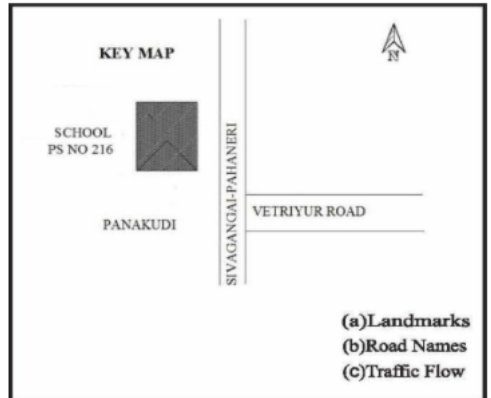 KEY MAP
N
SCHOOL
PS NO 216
SIVAGANGAI-PAHANERI
PANAKUDI
VETRIYUR ROAD
(a)Landmarks
(b)Road Names
(c)Traffic Flow